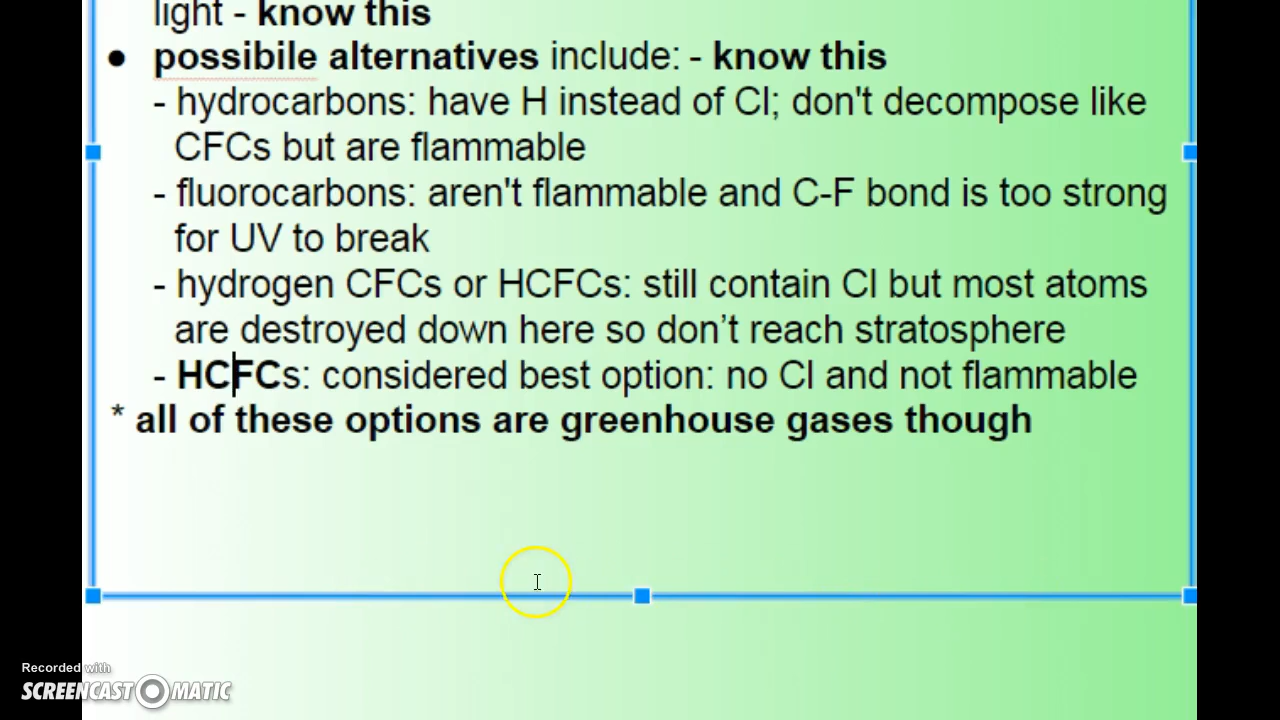 light - know this
● possibile alternatives include: - know this
- hydrocarbons: have H instead of Cl; don't decompose like
CFCs but are flammable
- fluorocarbons: aren't flammable and C-F bond is too strong
for UV to break
- hydrogen CFCs or HCFCs: still contain Cl but most atoms
are destroyed down here so don’t reach stratosphere
- HCFCs: considered best option: no Cl and not flammable
* all of these options are greenhouse gases though
Recorded with
SCREENCAST O MATIC